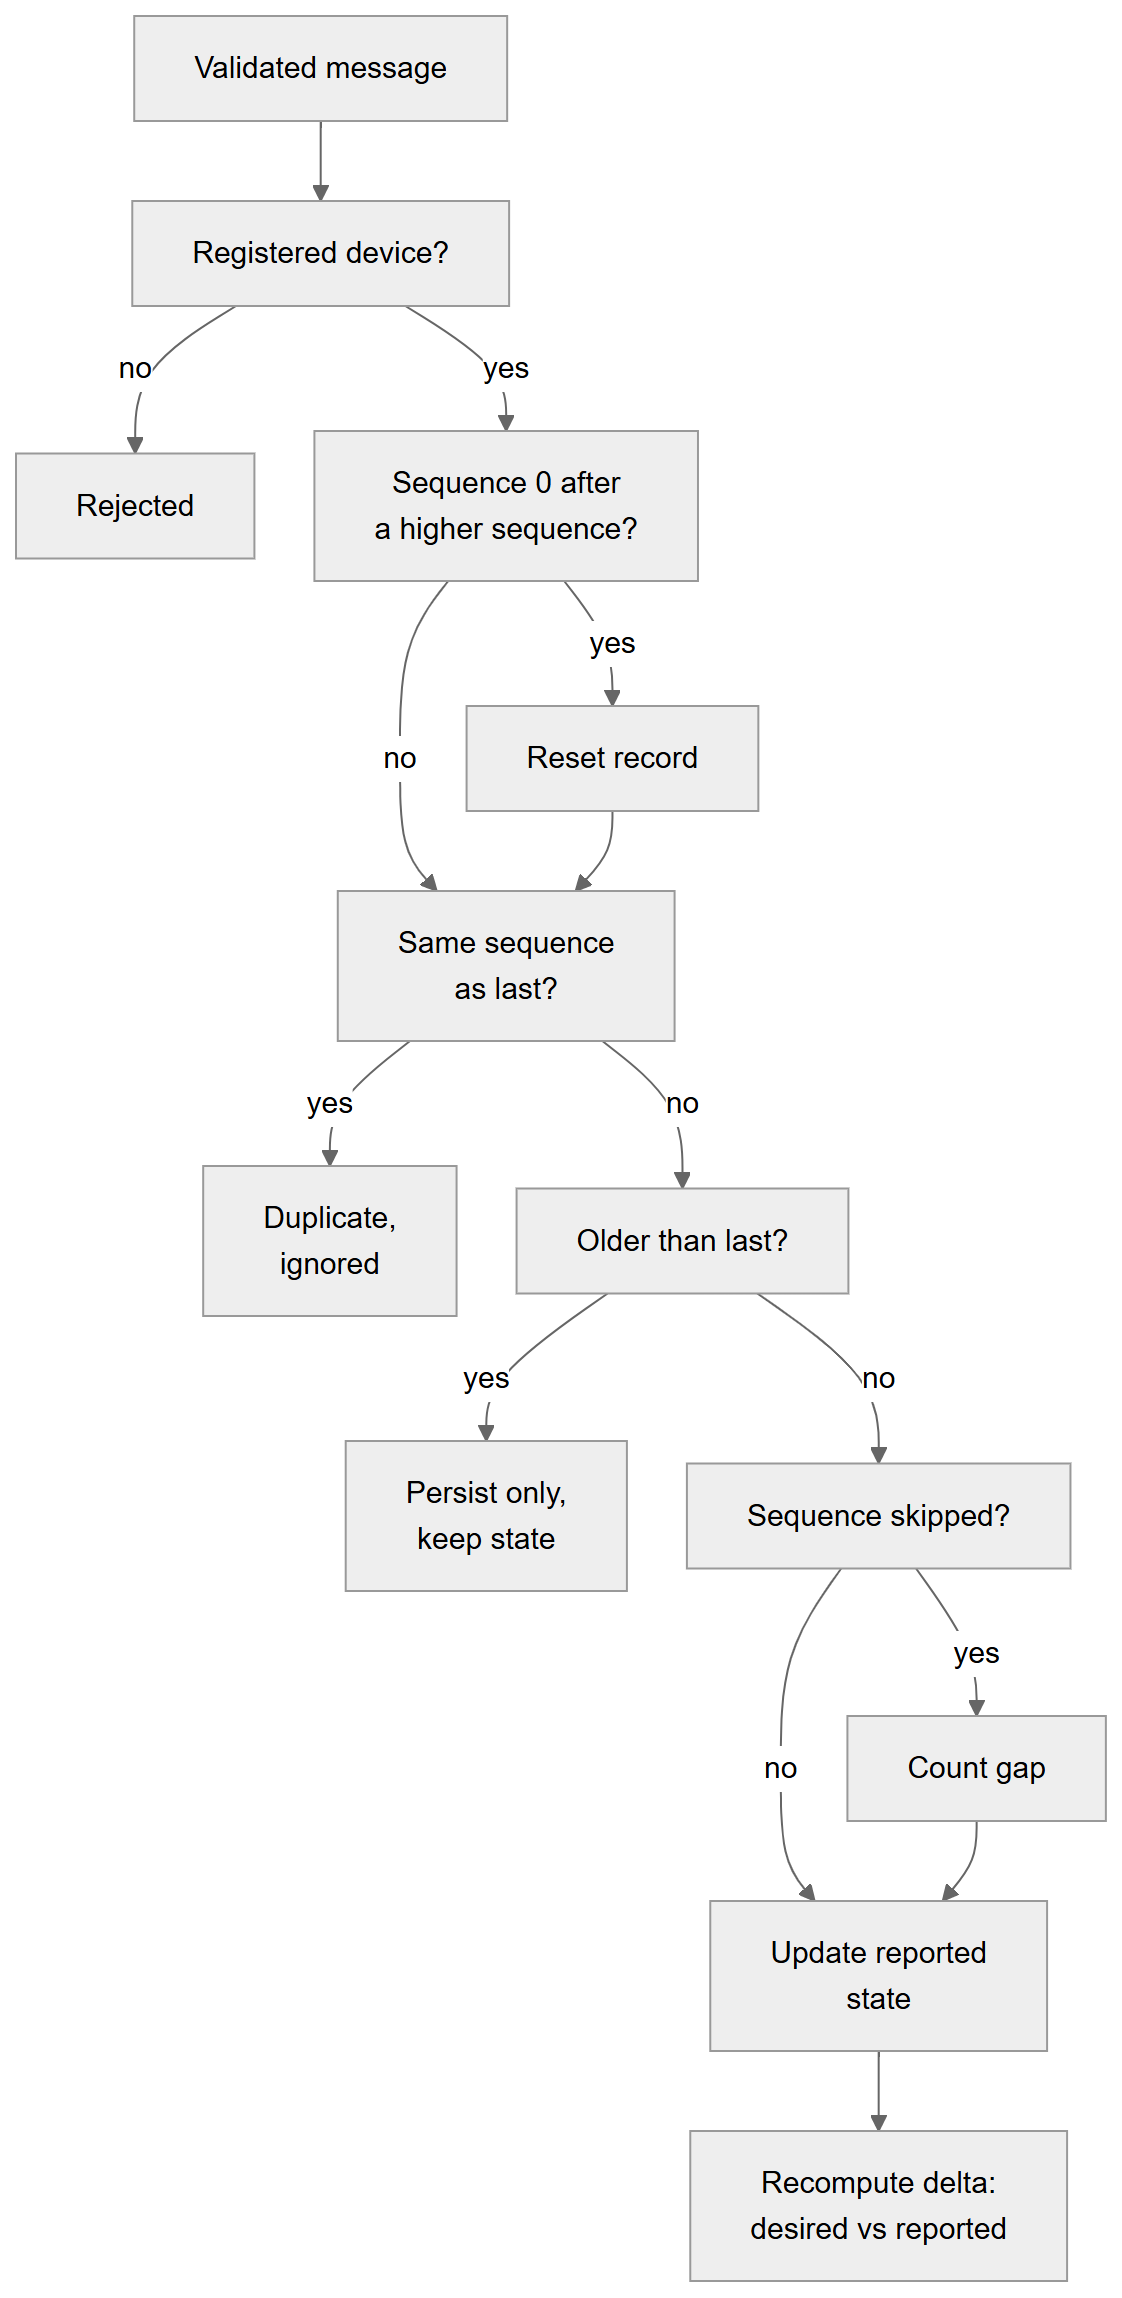 Validated message
Registered device?
no
yes
Rejected
Sequence 0 after
a higher sequence?
yes
no
Reset record
Same sequence
as last?
yes
no
Duplicate,
ignored
Older than last?
yes
no
Persist only,
keep state
Sequence skipped?
yes
no
Count gap
Update reported
state
Recompute delta:
desired vs reported